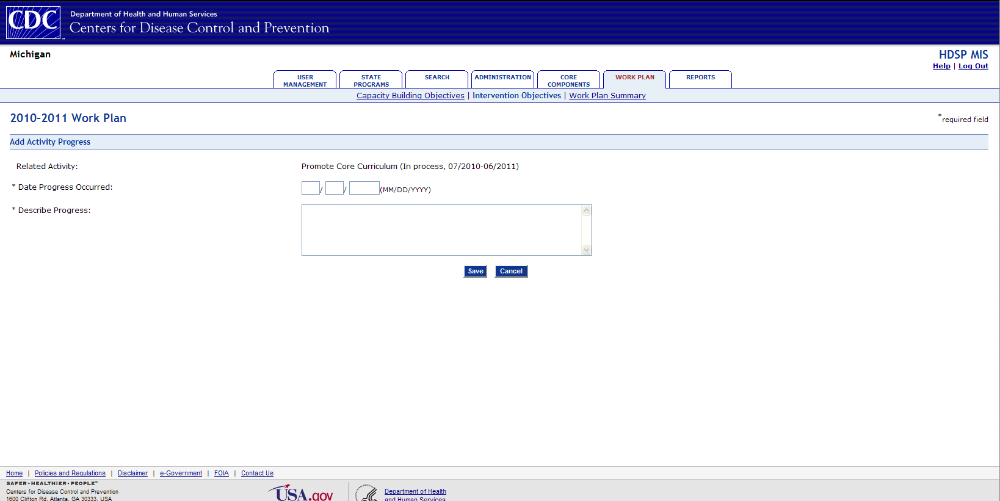 CDC
™
Department of Health and Human Services
Centers for Disease Control and Prevention
Michigan
HDSP MIS
Help | Log Out
USER MANAGEMENT
STATE PROGRAMS
SEARCH
ADMINISTRATION
CORE COMPONENTS
WORK PLAN
REPORTS
Capacity Building Objectives | Intervention Objectives | Work Plan Summary
2010-2011 Work Plan
*required field
Add Activity Progress
Related Activity: Promote Core Curriculum (In process, 07/2010-06/2011)
* Date Progress Occurred: / / (MM/DD/YYYY)
* Describe Progress:
Save Cancel
Home | Policies and Regulations | Disclaimer | e-Government | FOIA | Contact Us
SAFER•HEALTHIER•PEOPLE™
Centers for Disease Control and Prevention
1600 Clifton Rd, Atlanta, GA 30333, USA
USA.gov
Department of Health
and Human Services